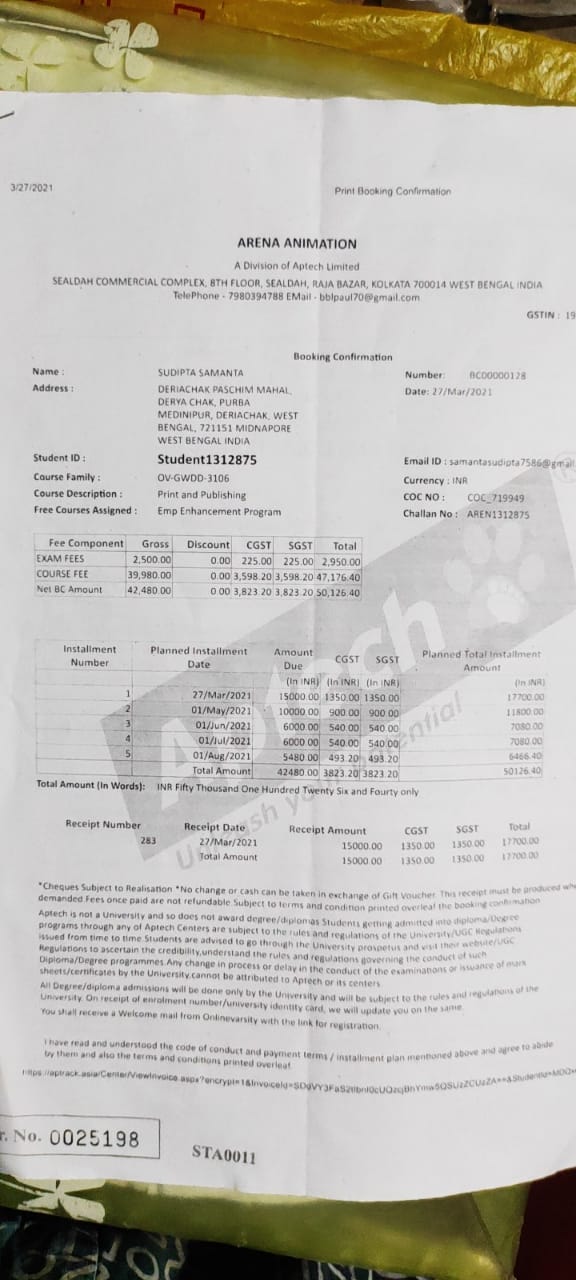 3/27/2021 Print Booking Confirmation
ARENA ANIMATION
A Division of Aptech Limited
SEALDAH COMMERCIAL COMPLEX, 8TH FLOOR, SEALDAH, RAJA BAZAR, KOLKATA 700014 WEST BENGAL INDIA
TelePhone - 7980394788 EMail - bblpaul70@gmail.com
GSTIN : 19
Booking Confirmation
Name : SUDIPTA SAMANTA Number: BC00000128
Address : DERIACHAK PASCHIM MAHAL, Date: 27/Mar/2021
DERYA CHAK, PURBA
MEDINIPUR, DERIACHAK, WEST
BENGAL, 721151 MIDNAPORE
WEST BENGAL INDIA
Student ID : Student1312875 Email ID : samantasudipta7586@gmail
Course Family : OV-GWDD-3106 Currency : INR
Course Description : Print and Publishing COC NO : COC_719949
Free Courses Assigned : Emp Enhancement Program Challan No : AREN1312875
Fee Component Gross Discount CGST SGST Total
EXAM FEES 2,500.00 0.00 225.00 225.00 2,950.00
COURSE FEE 39,980.00 0.00 3,598.20 3,598.20 47,176.40
Net BC Amount 42,480.00 0.00 3,823.20 3,823.20 50,126.40
Installment Number Planned Installment Date Amount Due CGST SGST Planned Total Installment Amount
(In INR) (In INR) (In INR) (In INR)
1 27/Mar/2021 15000.00 1350.00 1350.00 17700.00
2 01/May/2021 10000.00 900.00 900.00 11800.00
3 01/Jun/2021 6000.00 540.00 540.00 7080.00
4 01/Jul/2021 6000.00 540.00 540.00 7080.00
5 01/Aug/2021 5480.00 493.20 493.20 6466.40
Total Amount 42480.00 3823.20 3823.20 50126.40
Total Amount (In Words): INR Fifty Thousand One Hundred Twenty Six and Fourty only
Receipt Number Receipt Date Receipt Amount CGST SGST Total
283 27/Mar/2021 15000.00 1350.00 1350.00 17700.00
Total Amount 15000.00 1350.00 1350.00 17700.00
*Cheques Subject to Realisation *No change or cash can be taken in exchange of Gift Voucher. This receipt must be produced
demanded Fees once paid are not refundable Subject to terms and condition printed overleaf the booking confirmation
Aptech is not a University and so does not award degree/diplomas Students getting admitted into diploma/Degree
programs through any of Aptech Centers are subject to the rules and regulations of the University/UGC Regulations
issued from time to time.Students are advised to go through the University prospetus and visit their website/UGC
Regulations to ascertain the credibility,understand the rules and regulations governing the conduct of such
Diploma/Degree programmes.Any change in process or delay in the conduct of the examinations or issuance of mark
sheets/certificates by the University,cannot be attributed to Aptech or its centers
All Degree/diploma admissions will be done only by the University and will be subject to the rules and regulations of the
University. On receipt of enrolment number/university identity card, we will update you on the same.
You shall receive a Welcome mail from Onlinevarsity with the link for registration.
I have read and understood the code of conduct and payment terms / installment plan mentioned above and agree to abide
by them and also the terms and conditions printed overleaf.
r. No. 0025198
STA0011
Aptech